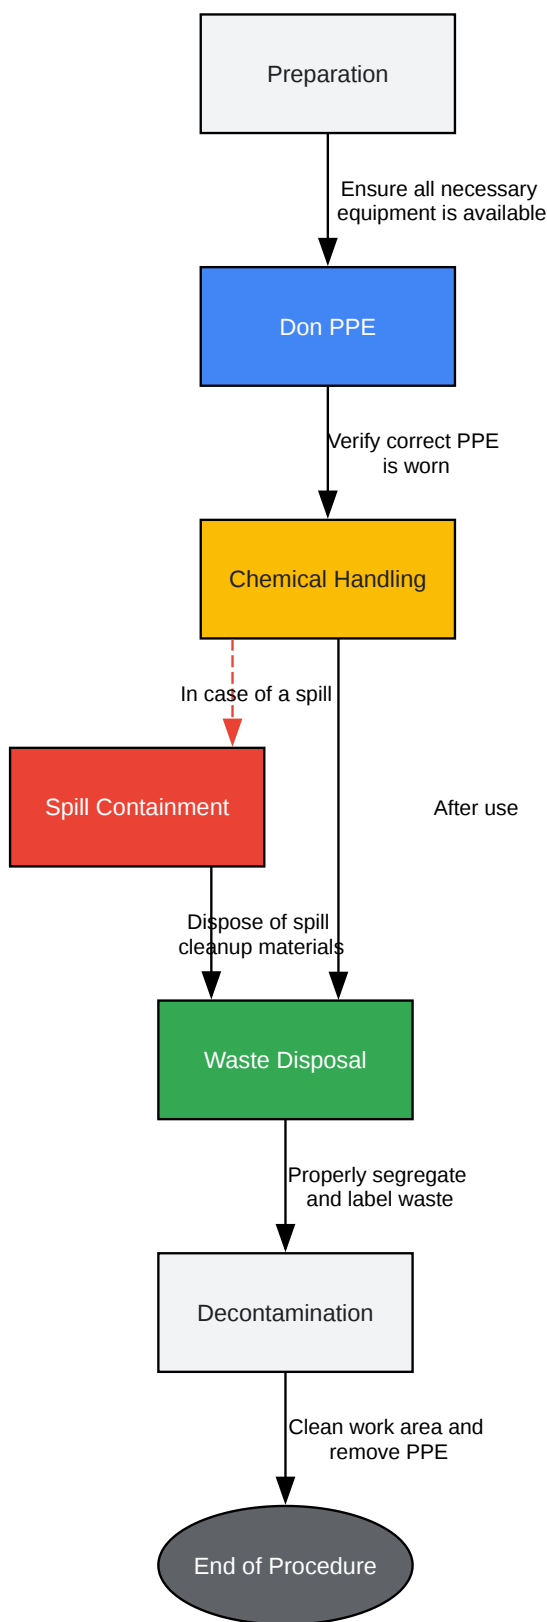 Preparation
Ensure all necessary
equipment is available
Don PPE
Verify correct PPE
is worn
Chemical Handling
In case of a spill
Spill Containment
After use
Dispose of spill
cleanup materials
Waste Disposal
Properly segregate
and label waste
Decontamination
Clean work area and
remove PPE
End of Procedure